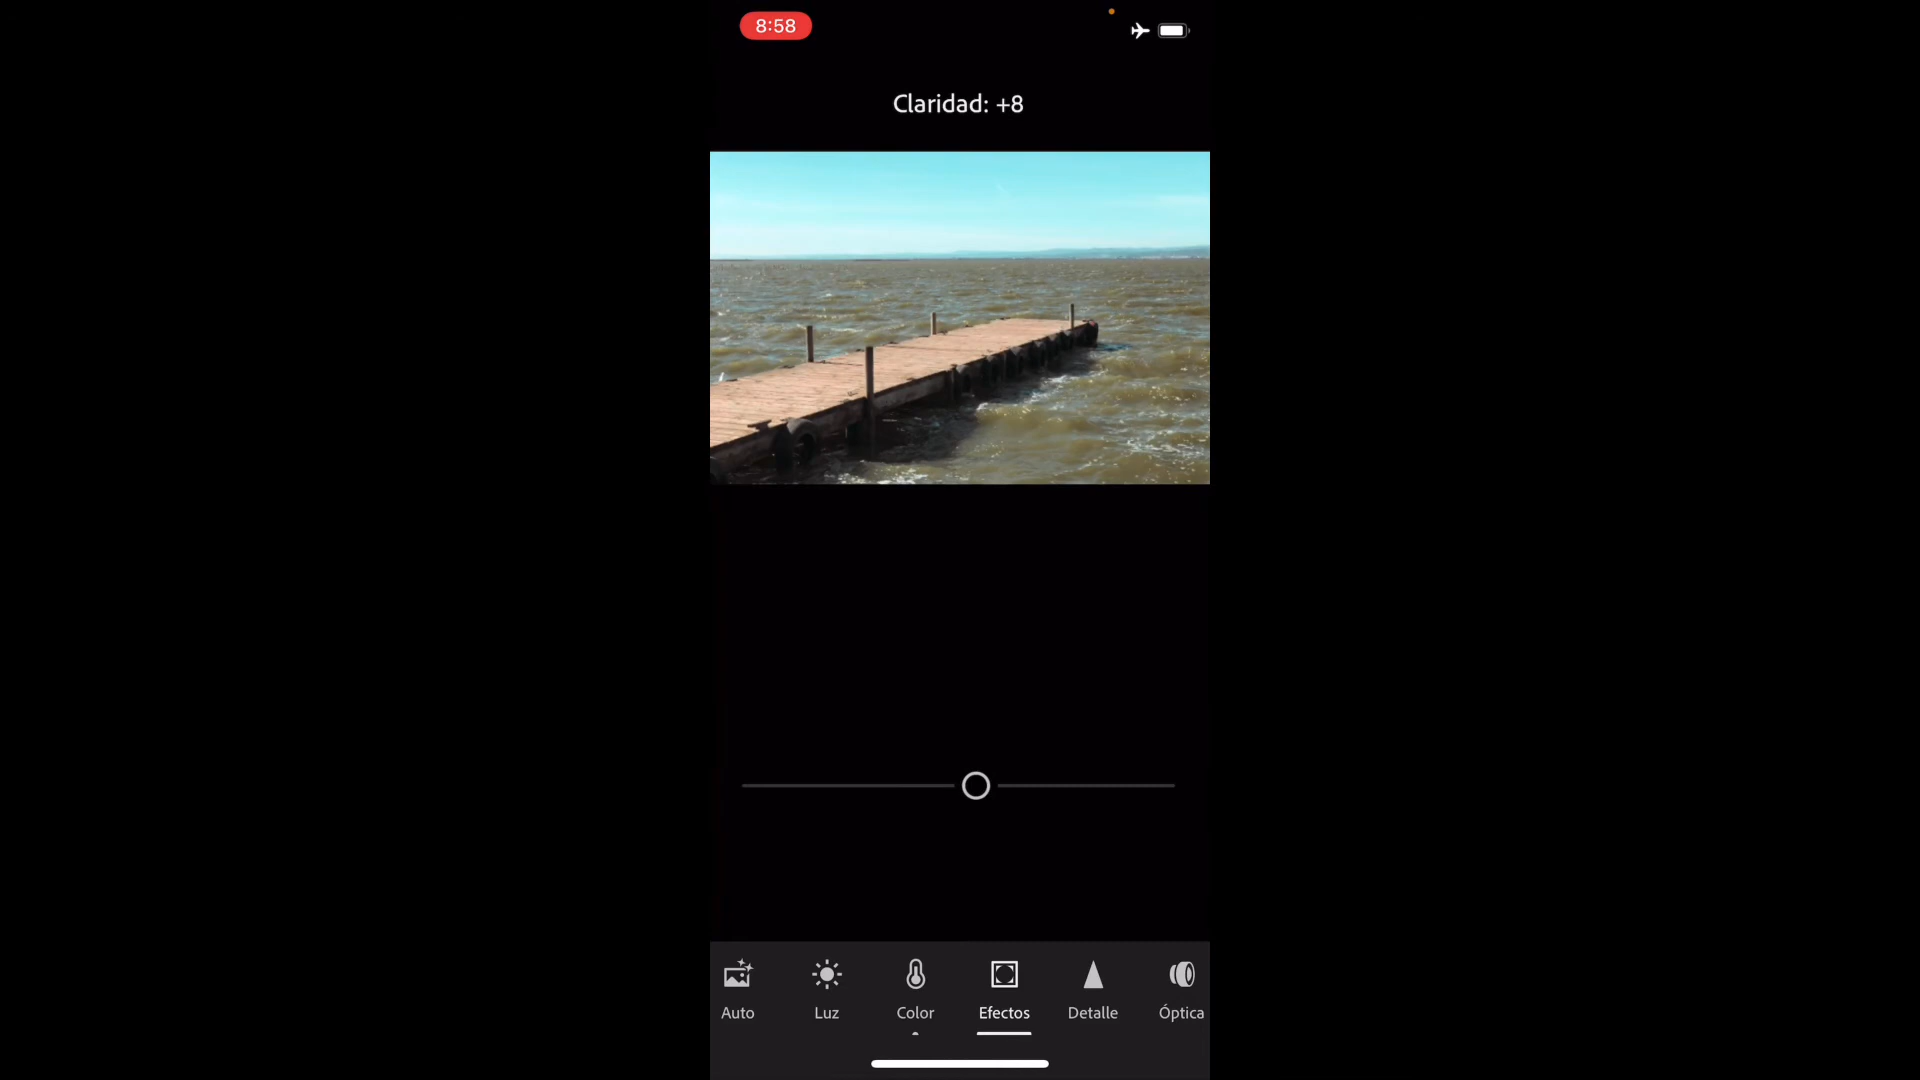 8:58
Claridad: +8
Auto
Luz
Color
Efectos
Detalle
Óptica